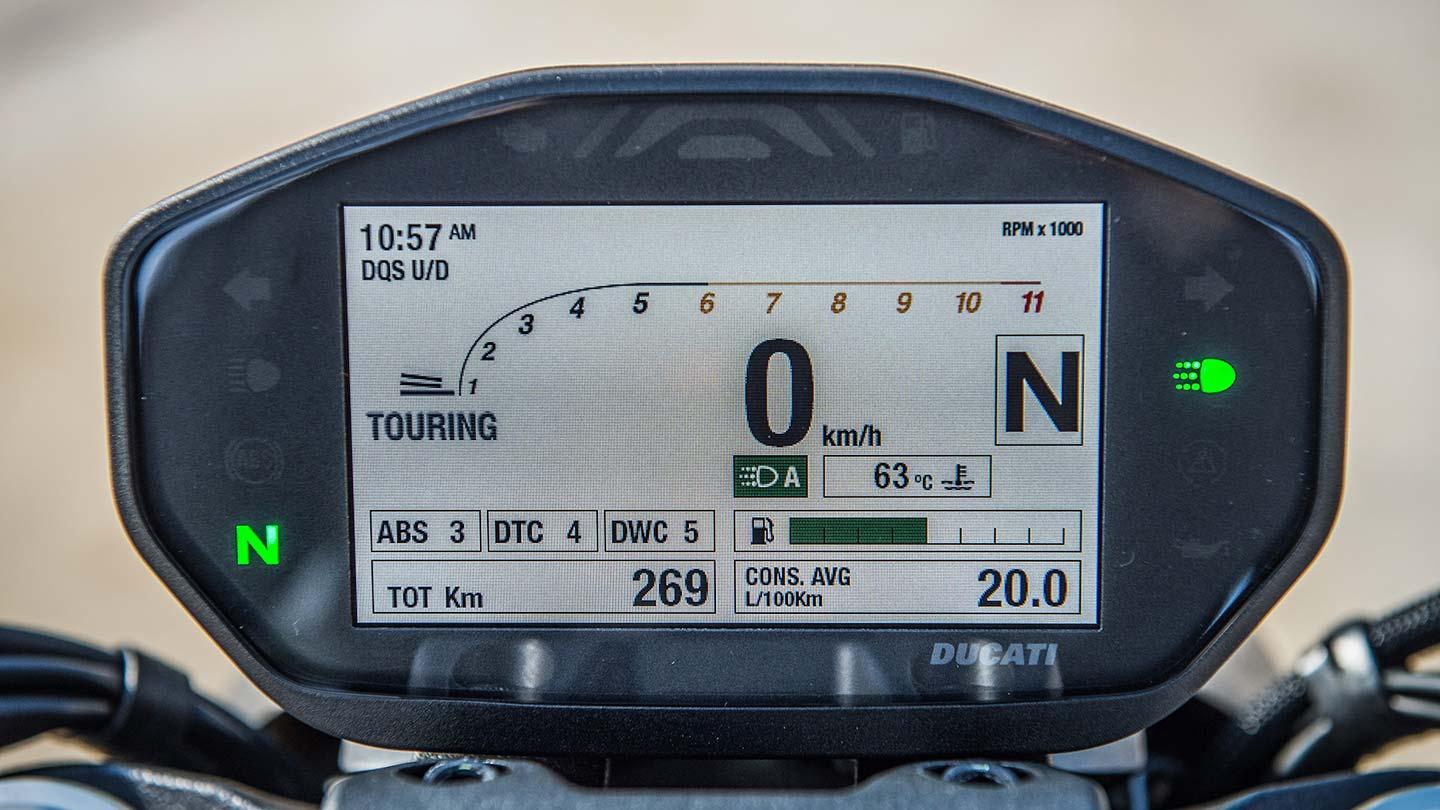 10:57 AM
RPM x 1000
DQS U/D
1 2 3 4 5 6 7 8 9 10 11
0 km/h
N
TOURING
A
63 °C
ABS 3
DTC 4
DWC 5
TOT Km 269
CONS. AVG
L/100Km
20.0
N
ABS
DUCATI